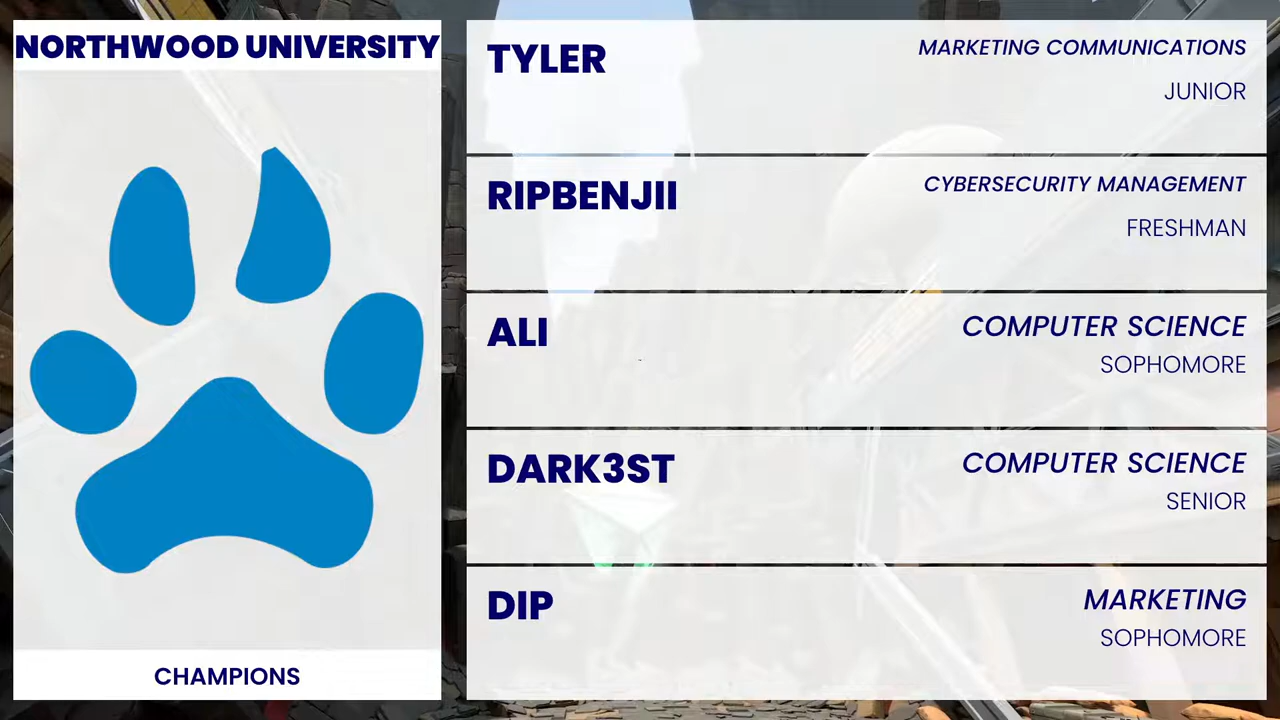 NORTHWOOD UNIVERSITY
CHAMPIONS
TYLER
MARKETING COMMUNICATIONS
JUNIOR
RIPBENJII
CYBERSECURITY MANAGEMENT
FRESHMAN
ALI
COMPUTER SCIENCE
SOPHOMORE
DARK3ST
COMPUTER SCIENCE
SENIOR
DIP
MARKETING
SOPHOMORE